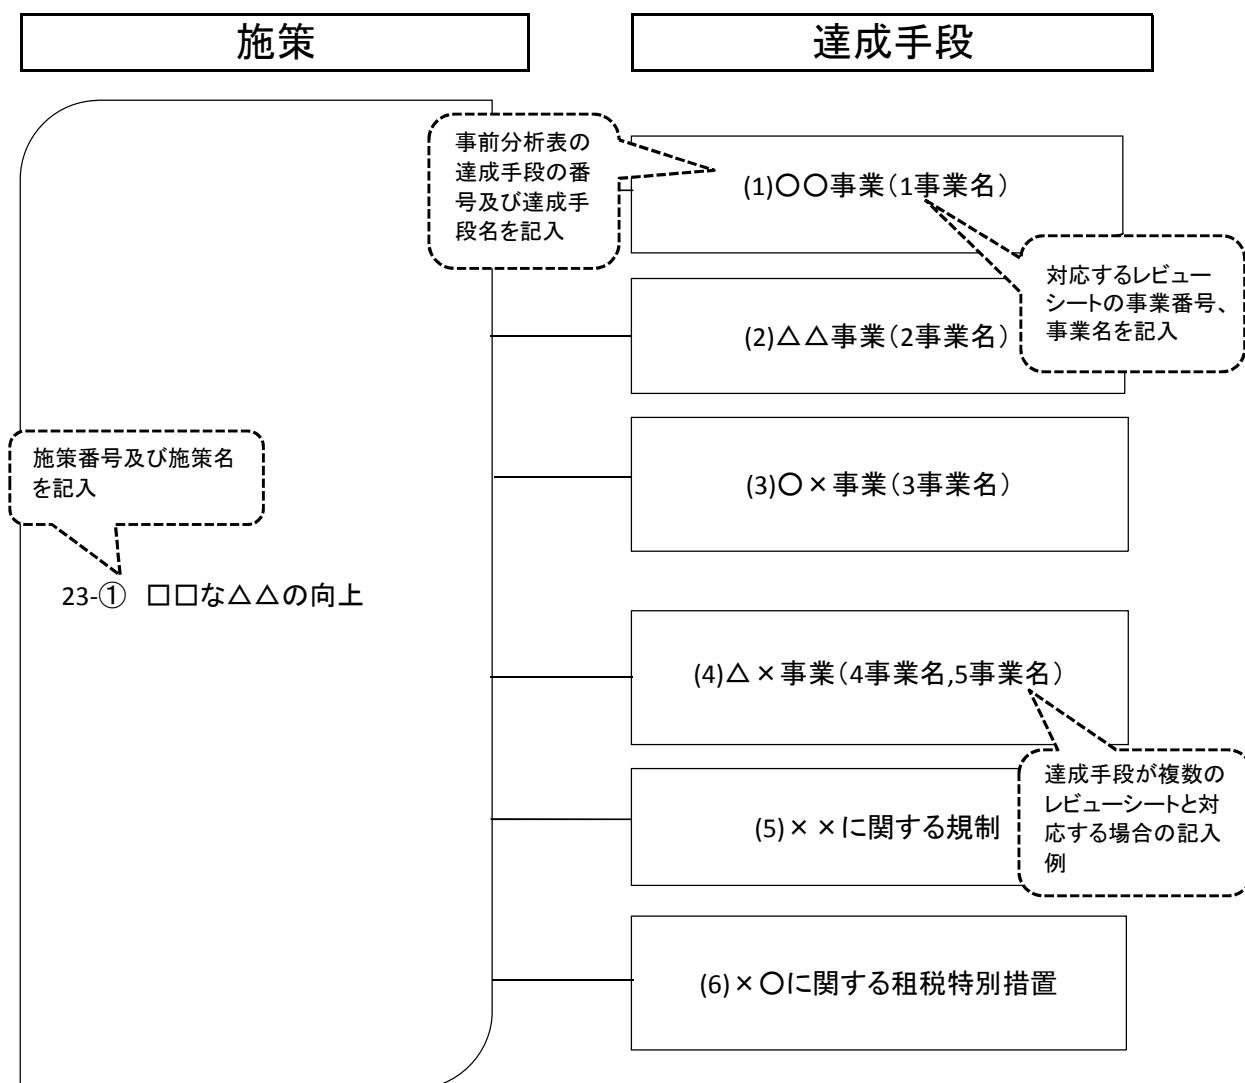 施策
達成手段
事前分析表の
達成手段の番
号及び達成手
段名を記入
(1)〇〇事業(1事業名)
対応するレビュー
シートの事業番号、
事業名を記入
(2)△△事業(2事業名)
施策番号及び施策名
を記入
(3)〇×事業(3事業名)
23-① □□な△△の向上
(4)△×事業(4事業名,5事業名)
達成手段が複数の
レビューシートと対
応する場合の記入
例
(5)××に関する規制
(6)×〇に関する租税特別措置